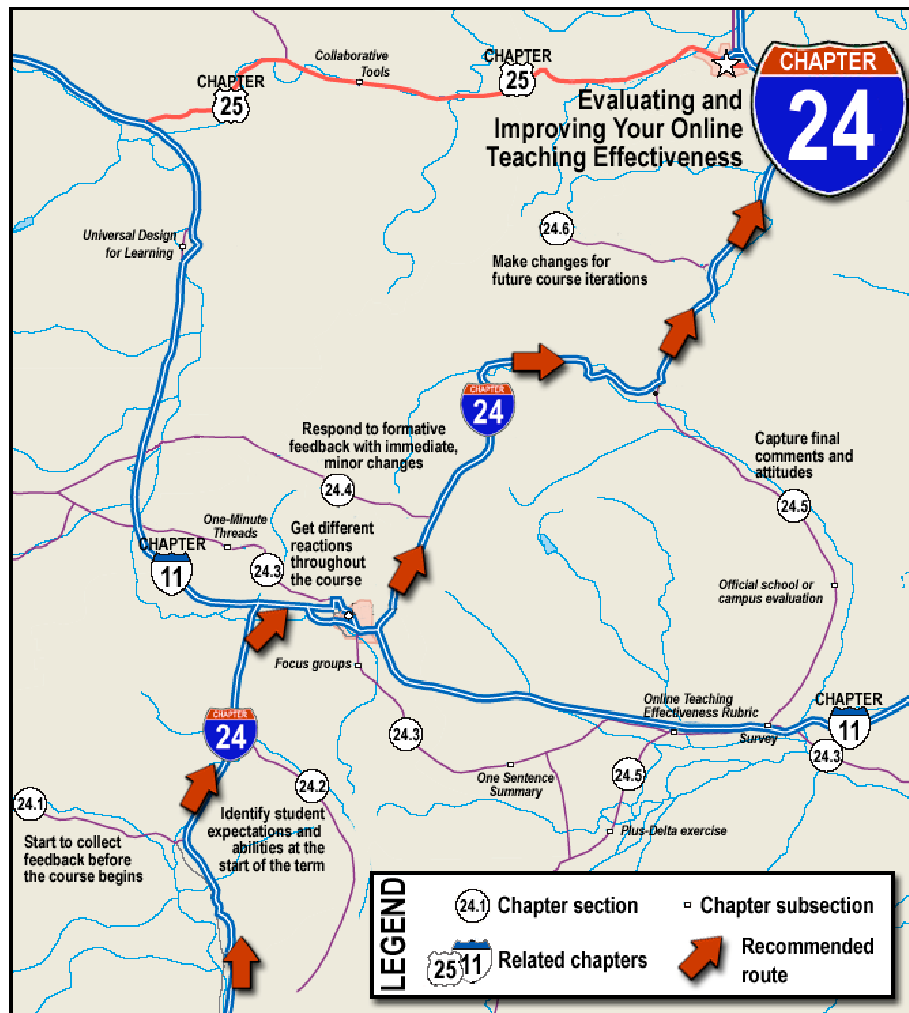 Collaborative
Tools
CHAPTER
25
CHAPTER
25
CHAPTER
24
Evaluating and
Improving Your Online
Teaching Effectiveness
Universal Design
for Learning
24.6
Make changes for
future course iterations
CHAPTER
24
Respond to formative
feedback with immediate,
minor changes
24.4
Capture final
comments and
attitudes
24.5
One-Minute
Threads
Get different
reactions
throughout
the course
CHAPTER
11
24.3
Official school or
campus evaluation
Focus groups
Online Teaching
Effectiveness Rubric
CHAPTER
11
CHAPTER
24
24.3
Survey
24.3
24.5
One Sentence
Summary
24.2
24.1
Identify student
expectations and
abilities at the
start of the term
Plus-Delta exercise
Start to collect
feedback before
the course begins
LEGEND
24.1 Chapter section
Chapter subsection
25 11 Related chapters
Recommended
route